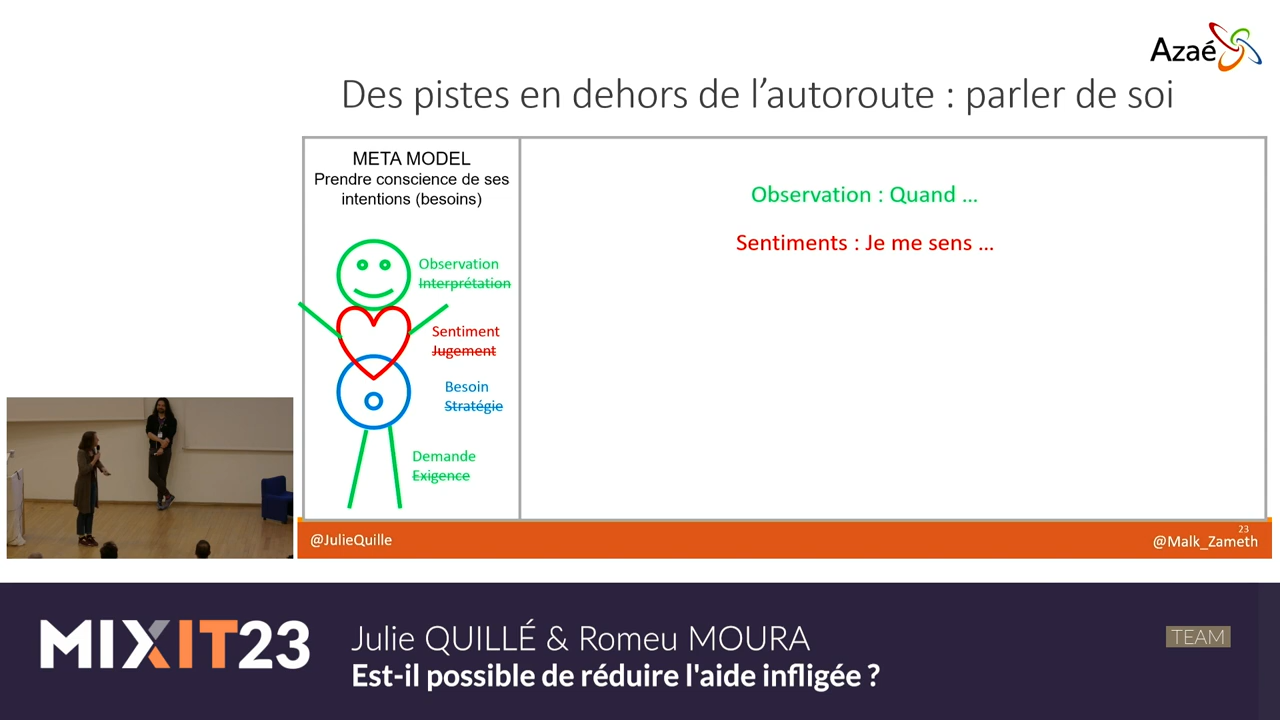 Azaé
Des pistes en dehors de l’autoroute : parler de soi
META MODEL
Prendre conscience de ses
intentions (besoins)
Observation
Interprétation
Sentiment
Jugement
Besoin
Stratégie
Demande
Exigence
Observation : Quand ...
Sentiments : Je me sens ...
@JulieQuille
23
@Malk_Zameth
MIXIT23
Julie QUILLÉ & Romeu MOURA
Est-il possible de réduire l'aide infligée ?
TEAM